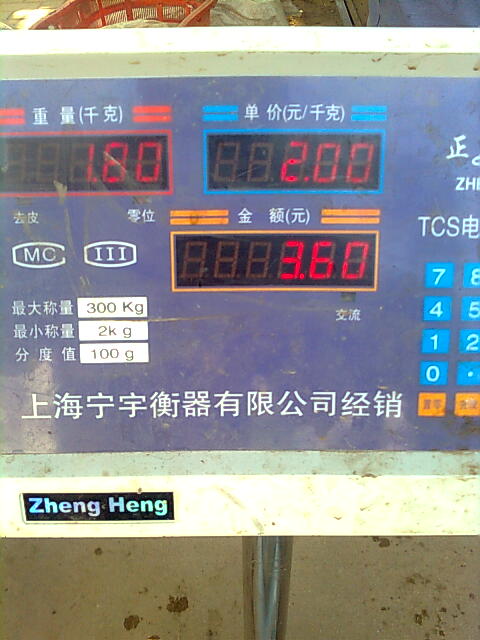 重量(千克)
单价(元/千克)
1.80
2.00
正
ZHE
去皮
零位
金额(元)
TCS电
MC
III
3.60
交流
7
8
最大称量 300 Kg
最小称量 2k g
分度值 100 g
4
5
1
2
0
上海宁宇衡器有限公司经销
Zheng Heng